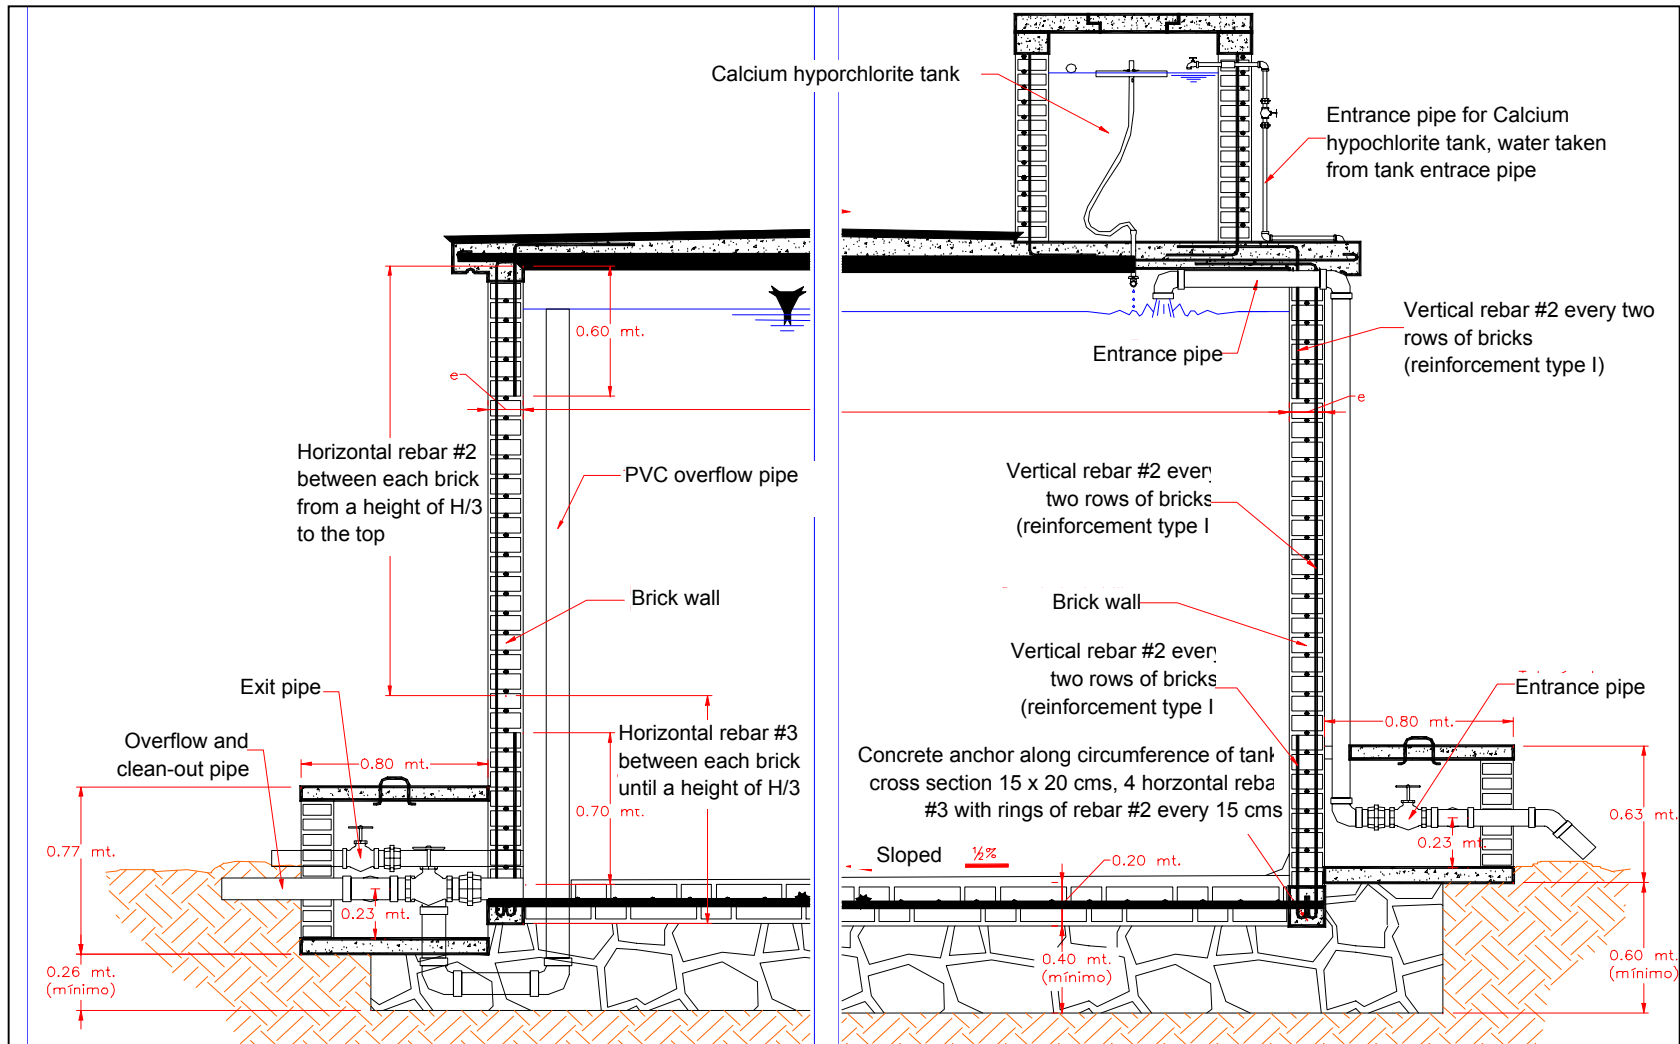 Calcium hyporchlorite tank
Entrance pipe for Calcium
hypochlorite tank, water taken
from tank entrace pipe
0.60 mt.
Entrance pipe
Vertical rebar #2 every two
rows of bricks
(reinforcement type I)
e
e
Horizontal rebar #2
between each brick
from a height of H/3
to the top
PVC overflow pipe
Vertical rebar #2 every
two rows of bricks
(reinforcement type I
Brick wall
Brick wall
Vertical rebar #2 every
two rows of bricks
(reinforcement type I
Exit pipe
Entrance pipe
Overflow and
clean-out pipe
0.80 mt.
0.80 mt.
Horizontal rebar #3
between each brick
until a height of H/3
0.70 mt.
Concrete anchor along circumference of tank
cross section 15 x 20 cms, 4 horzontal reba
#3 with rings of rebar #2 every 15 cms
0.77 mt.
0.23 mt.
Sloped ½%
0.20 mt.
0.23 mt.
0.63 mt.
0.26 mt.
(mínimo)
0.40 mt.
(mínimo)
0.60 mt.
(mínimo)